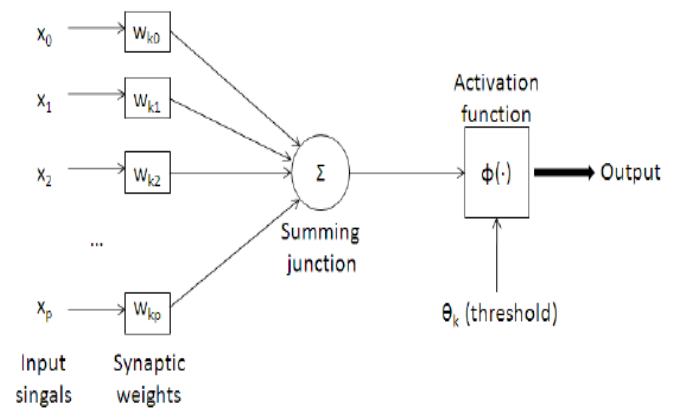 x₀
Wₖ₀
x₁
Wₖ₁
x₂
Wₖ₂
...
xₚ
Wₖₚ
Input
singals
Synaptic
weights
Σ
Summing
junction
Activation
function
ϕ(·)
Output
θₖ (threshold)